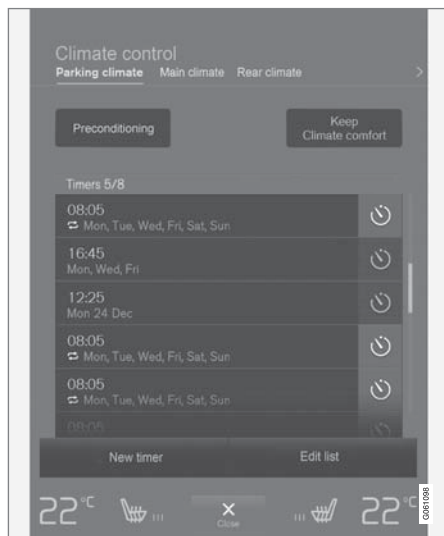 Climate control
Parking climate Main climate Rear climate
Preconditioning
Keep
Climate comfort
Timers 5/8
08:05
Mon, Tue, Wed, Fri, Sat, Sun
16:45
Mon, Wed, Fri
12:25
Mon 24 Dec
08:05
Mon, Tue, Wed, Fri, Sat, Sun
08:05
Mon, Tue, Wed, Fri, Sat, Sun
08:05
New timer Edit list
22°C 22°C
Close
G061098